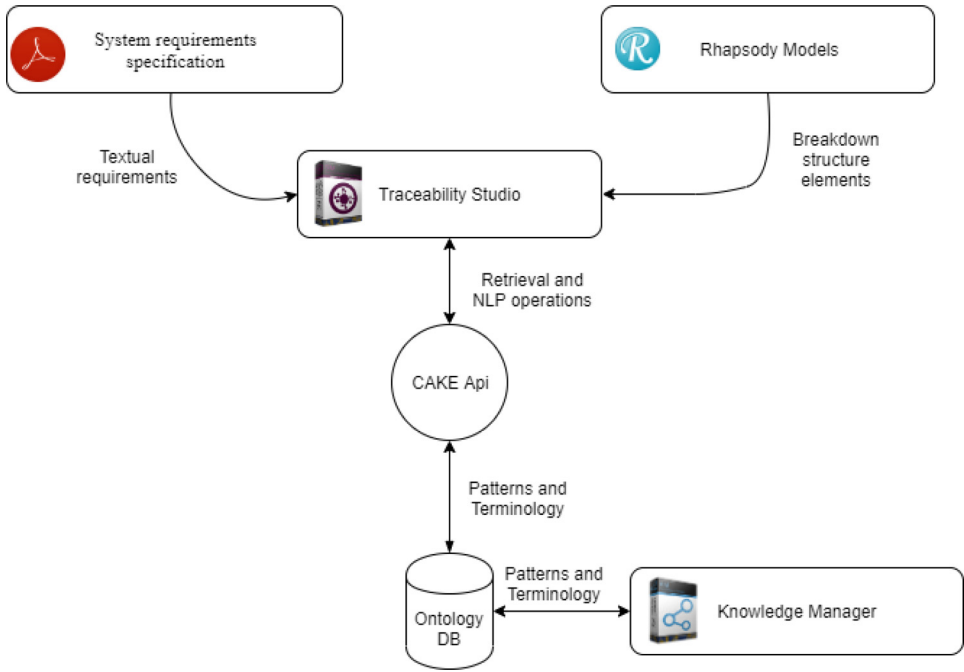 System requirements
specification
Rhapsody Models
Textual
requirements
Breakdown
structure
elements
Traceability Studio
Retrieval and
NLP operations
CAKE Api
Patterns and
Terminology
Patterns and
Terminology
Ontology
DB
Knowledge Manager